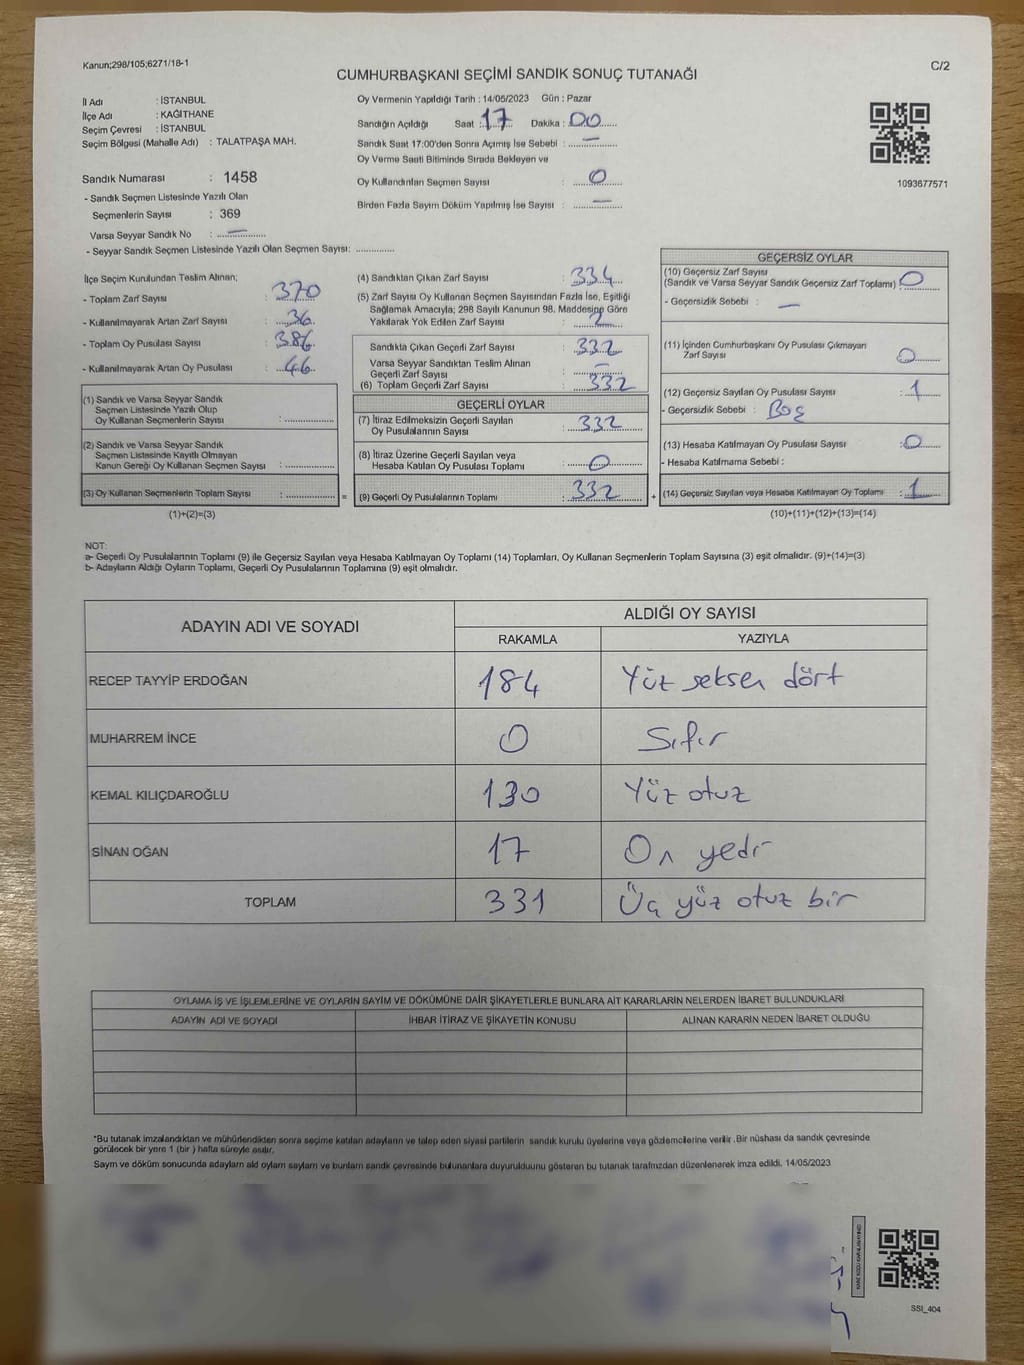 Kanun;298/105;6271/18-1
C/2
CUMHURBAŞKANI SEÇİMİ SANDIK SONUÇ TUTANAĞI
İl Adı : İSTANBUL
İlçe Adı : KAĞITHANE
Seçim Çevresi : İSTANBUL
Seçim Bölgesi (Mahalle Adı) : TALATPAŞA MAH.
Sandık Numarası : 1458
- Sandık Seçmen Listesinde Yazılı Olan
Seçmenlerin Sayısı : 369
Varsa Seyyar Sandık No : —
- Seyyar Sandık Seçmen Listesinde Yazılı Olan Seçmen Sayısı: ..............
Oy Vermenin Yapıldığı Tarih : 14/05/2023 Gün : Pazar
Sandığın Açıldığı Saat : 17 Dakika : 00
Sandık Saat 17:00'den Sonra Açılmış İse Sebebi : —
Oy Verme Saati Bitiminde Sırada Bekleyen ve
Oy Kullandırılan Seçmen Sayısı : 0
Birden Fazla Sayım Döküm Yapılmış İse Sayısı : —
1093677571
İlçe Seçim Kurulundan Teslim Alınan;
- Toplam Zarf Sayısı : 370
- Kullanılmayarak Artan Zarf Sayısı : 36
- Toplam Oy Pusulası Sayısı : 386
- Kullanılmayarak Artan Oy Pusulası : 46
(1) Sandık ve Varsa Seyyar Sandık
Seçmen Listesinde Yazılı Olup
Oy Kullanan Seçmenlerin Sayısı : ..............
(2) Sandık ve Varsa Seyyar Sandık
Seçmen Listesinde Kayıtlı Olmayan
Kanun Gereği Oy Kullanan Seçmen Sayısı : ..............
(3) Oy Kullanan Seçmenlerin Toplam Sayısı : .............. =
(1)+(2)=(3)
(4) Sandıktan Çıkan Zarf Sayısı : 334
(5) Zarf Sayısı Oy Kullanan Seçmen Sayısından Fazla İse, Eşitliği
Sağlamak Amacıyla; 298 Sayılı Kanunun 98. Maddesine Göre
Yakılarak Yok Edilen Zarf Sayısı : 2
Sandıkta Çıkan Geçerli Zarf Sayısı : 332
Varsa Seyyar Sandıktan Teslim Alınan
Geçerli Zarf Sayısı : —
(6) Toplam Geçerli Zarf Sayısı : 332
GEÇERLİ OYLAR
(7) İtiraz Edilmeksizin Geçerli Sayılan
Oy Pusulalarının Sayısı : 332
(8) İtiraz Üzerine Geçerli Sayılan veya
Hesaba Katılan Oy Pusulası Toplamı : 0
(9) Geçerli Oy Pusulalarının Toplamı : 332 +
GEÇERSİZ OYLAR
(10) Geçersiz Zarf Sayısı
(Sandık ve Varsa Seyyar Sandık Geçersiz Zarf Toplamı) : 0
- Geçersizlik Sebebi : —
(11) İçinden Cumhurbaşkanı Oy Pusulası Çıkmayan
Zarf Sayısı : 0
(12) Geçersiz Sayılan Oy Pusulası Sayısı : 1
- Geçersizlik Sebebi : Boş
(13) Hesaba Katılmayan Oy Pusulası Sayısı : 0
- Hesaba Katılmama Sebebi :
(14) Geçersiz Sayılan veya Hesaba Katılmayan Oy Toplamı : 1
(10)+(11)+(12)+(13)=(14)
NOT:
a- Geçerli Oy Pusulalarının Toplamı (9) ile Geçersiz Sayılan veya Hesaba Katılmayan Oy Toplamı (14) Toplamları, Oy Kullanan Seçmenlerin Toplam Sayısına (3) eşit olmalıdır. (9)+(14)=(3)
b- Adayların Aldığı Oyların Toplamı, Geçerli Oy Pusulalarının Toplamına (9) eşit olmalıdır.
ADAYIN ADI VE SOYADI
ALDIĞI OY SAYISI
RAKAMLA YAZIYLA
RECEP TAYYİP ERDOĞAN 184 Yüz seksen dört
MUHARREM İNCE 0 Sıfır
KEMAL KILIÇDAROĞLU 130 Yüz otuz
SİNAN OĞAN 17 On yedi
TOPLAM 331 Üç yüz otuz bir
OYLAMA İŞ VE İŞLEMLERİNE VE OYLARIN SAYIM VE DÖKÜMÜNE DAİR ŞİKAYETLERLE BUNLARA AİT KARARLARIN NELERDEN İBARET BULUNDUKLARI
ADAYIN ADI VE SOYADI İHBAR İTİRAZ VE ŞİKAYETİN KONUSU ALINAN KARARIN NEDEN İBARET OLDUĞU
*Bu tutanak imzalandıktan ve mühürlendikten sonra seçime katılan adayların ve talep eden siyasi partilerin sandık kurulu üyelerine veya gözlemcilerine verilir. Bir nüshası da sandık çevresinde
görülecek bir yere 1 (bir ) hafta süreyle asılır.
Sayım ve döküm sonucunda adayların ald oyların sayların ve bunların sandık çevresinde bulunanlara duyurulduunu gösteren bu tutanak tarafmızdan düzenlenerek imza edildi. 14/05/2023
SSI_404